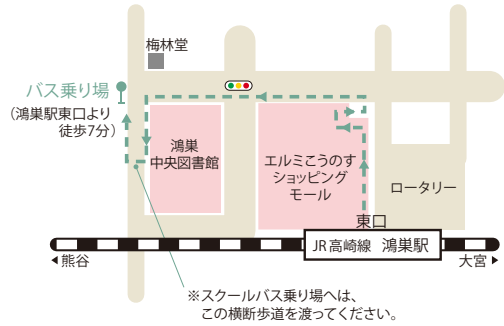 梅林堂
バス乗り場
（鴻巣駅東口より
徒歩7分）
鴻巣
中央図書館
エルミこうのす
ショッピング
モール
ロータリー
東口
JR高崎線 鴻巣駅
熊谷
大宮
※スクールバス乗り場へは、
この横断歩道を渡ってください。